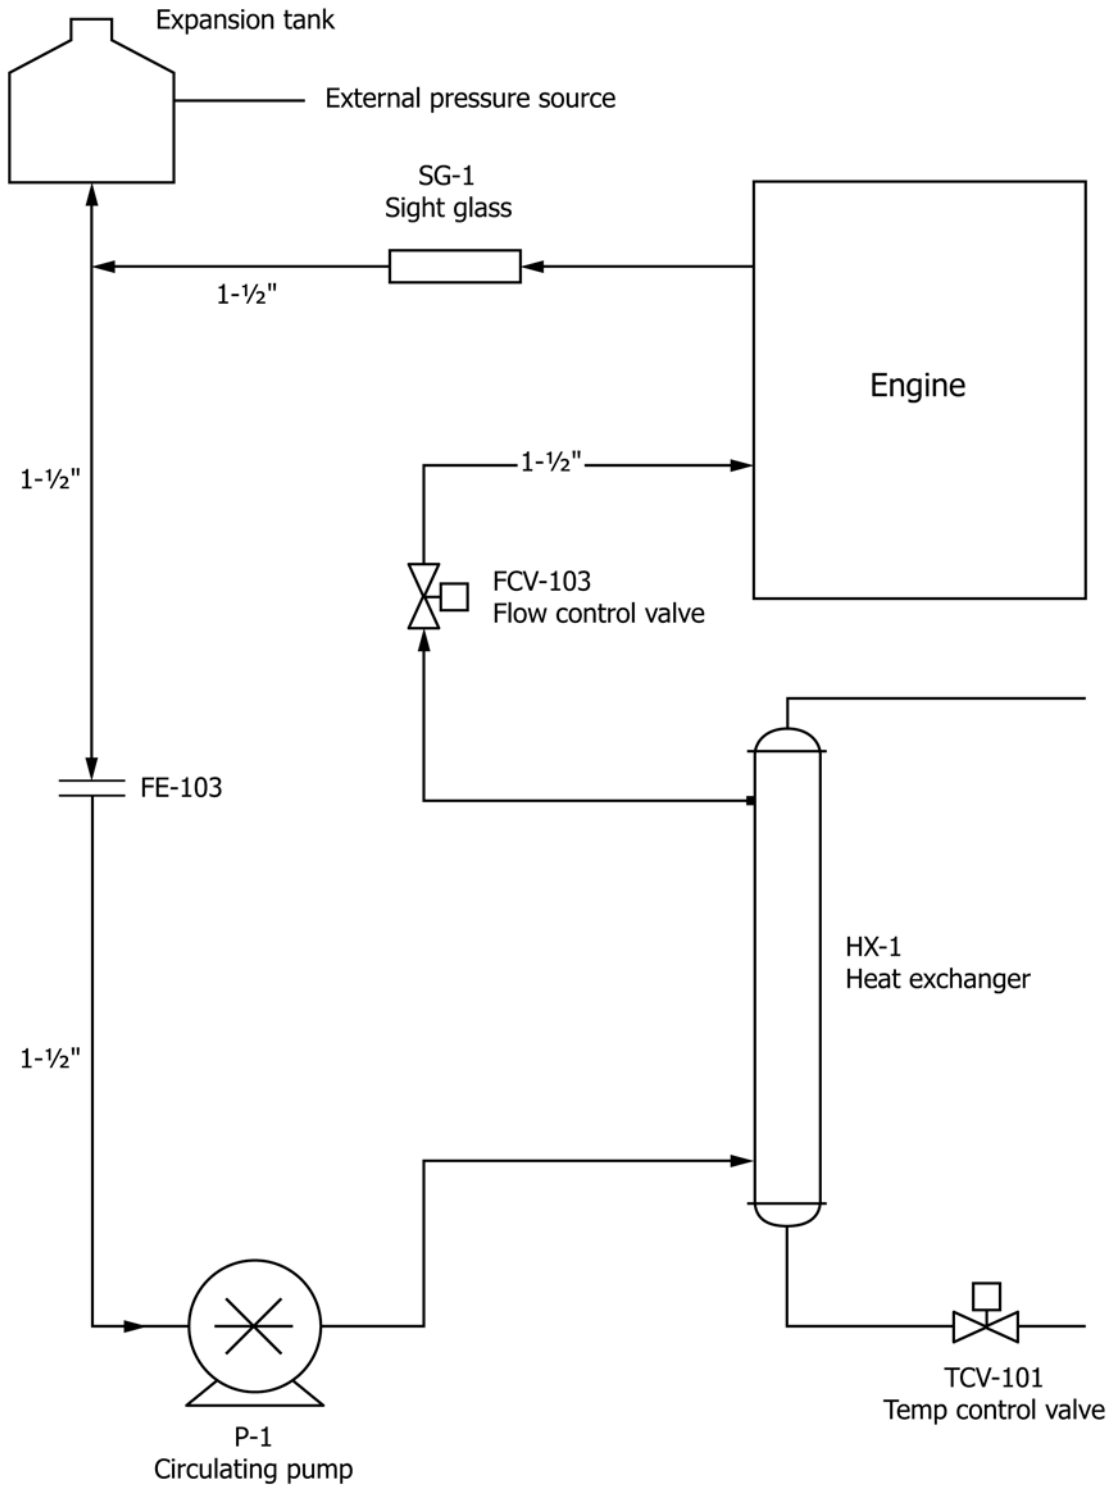 Expansion tank
External pressure source
SG-1
Sight glass
1-½"
Engine
1-½"
1-½"
FCV-103
Flow control valve
FE-103
HX-1
Heat exchanger
1-½"
TCV-101
Temp control valve
P-1
Circulating pump